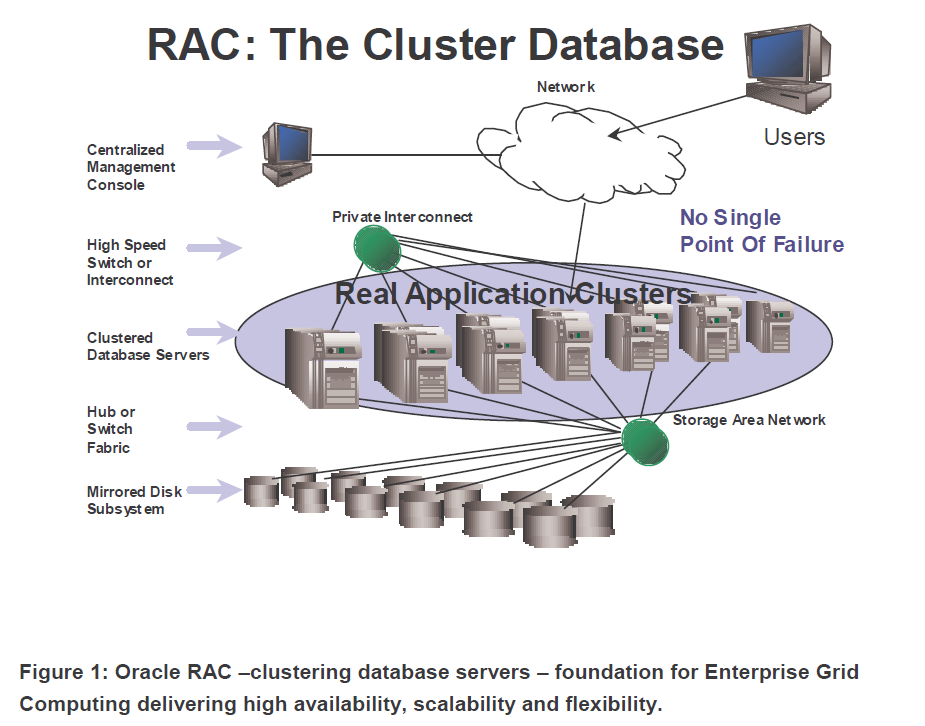 RAC: The Cluster Database
Network
Users
Centralized
Management
Console
Private Interconnect
No Single
Point Of Failure
High Speed
Switch or
Interconnect
Real Application Clusters
Clustered
Database Servers
Hub or
Switch
Fabric
Storage Area Network
Mirrored Disk
Subsystem
Figure 1: Oracle RAC –clustering database servers – foundation for Enterprise Grid
Computing delivering high availability, scalability and flexibility.